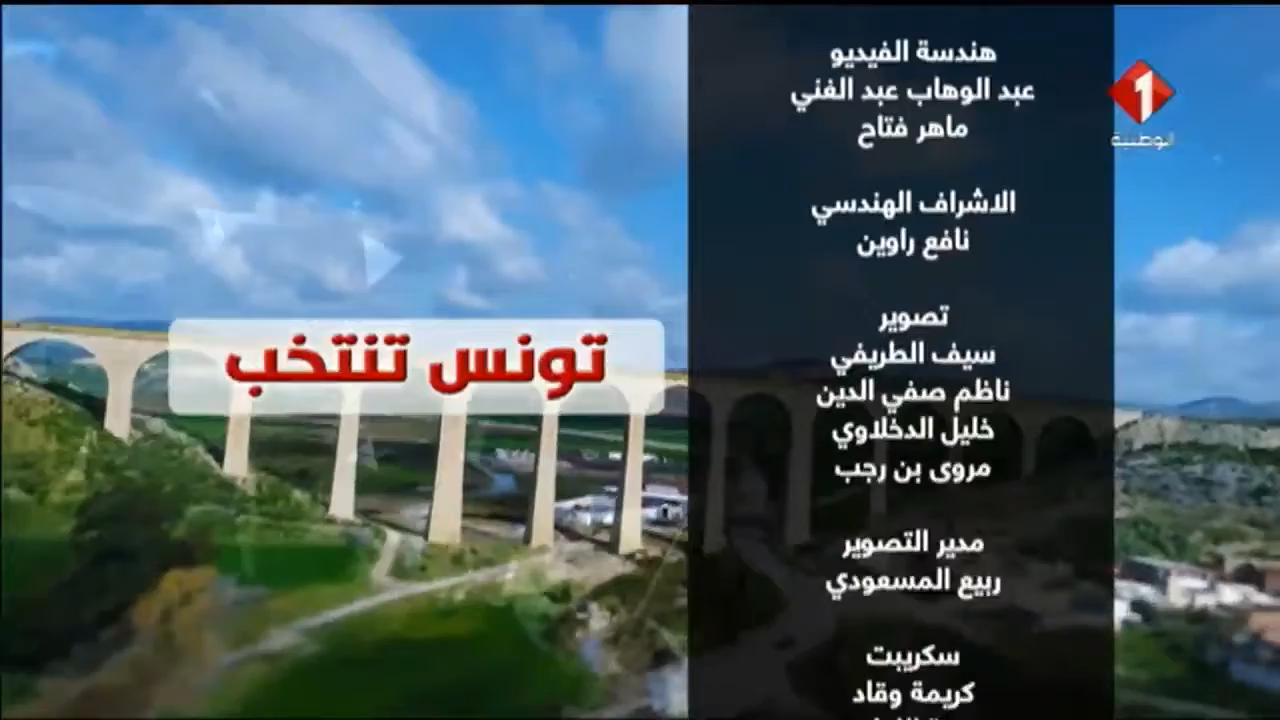 هندسة الفيديو
عبد الوهاب عبد الغني
ماهر فتاح
الاشراف الهندسي
نافع راوين
تصوير
سيف الطريفي
ناظم صفي الدين
خليل الدخلاوي
مروى بن رجب
مدير التصوير
ربيع المسعودي
سكريبت
كريمة وقاد
تونس تنتخب
1
الوطنية